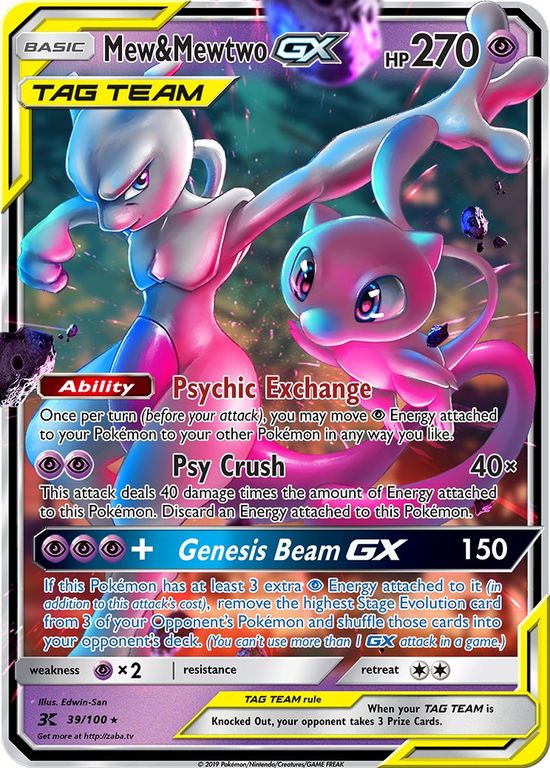 BASIC Mew&Mewtwo GX HP270
TAG TEAM
Ability Psychic Exchange
Once per turn (before your attack), you may move Energy attached
to your Pokémon to your other Pokémon in any way you like.
Psy Crush 40×
This attack deals 40 damage times the amount of Energy attached
to this Pokémon. Discard an Energy attached to this Pokémon.
+ Genesis Beam GX 150
If this Pokémon has at least 3 extra Energy attached to it (in
addition to this attack's cost), remove the highest Stage Evolution card
from 3 of your Opponent's Pokémon and shuffle those cards into
your opponent's deck. (You can't use more than 1 GX attack in a game.)
weakness ×2 resistance retreat
Illus. Edwin-San
39/100 ★
Get more at http://zaba.tv
TAG TEAM rule
When your TAG TEAM is
Knocked Out, your opponent takes 3 Prize Cards.
©2019 Pokémon/Nintendo/Creatures/GAME FREAK